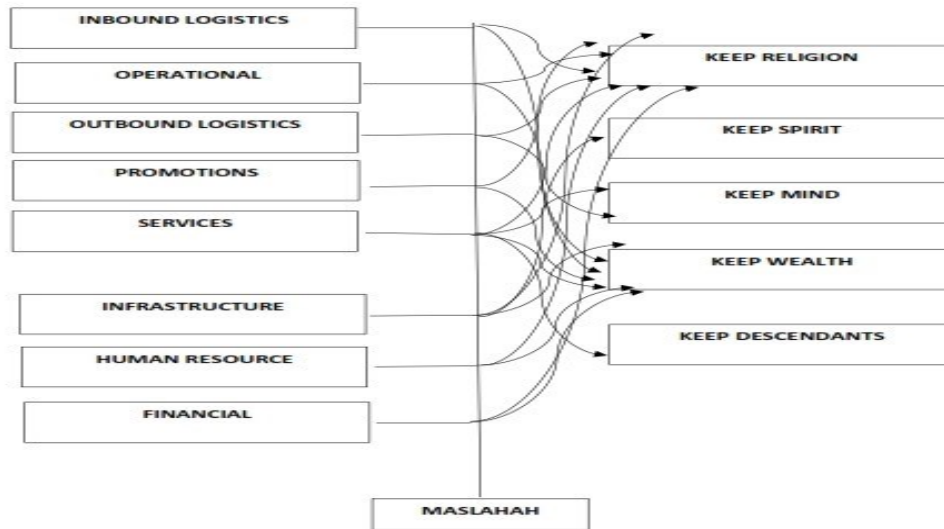 INBOUND LOGISTICS
OPERATIONAL
OUTBOUND LOGISTICS
PROMOTIONS
SERVICES
INFRASTRUCTURE
HUMAN RESOURCE
FINANCIAL
KEEP RELIGION
KEEP SPIRIT
KEEP MIND
KEEP WEALTH
KEEP DESCENDANTS
MASLAHAH